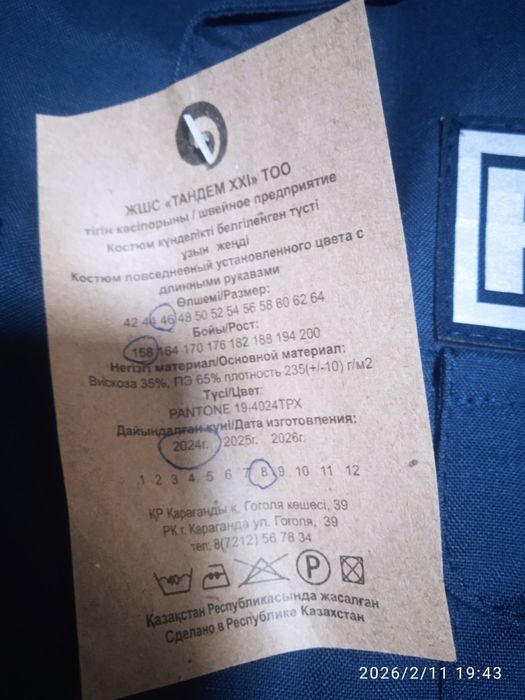 ЖШС «ТАНДЕМ XXI» ТОО
тігін кәсіпорыны / швейное предприятие
Костюм күнделікті белгіленген түсті
ұзын жеңді
Костюм повседневный установленного цвета с
длинными рукавами
Өлшемі/Размер:
42 44 46 48 50 52 54 56 58 60 62 64
Бойы/Рост:
158 164 170 176 182 188 194 200
Негізгі материал/Основной материал:
Вискоза 35%, ПЭ 65% плотность 235(+/-10) г/м2
Түсі/Цвет:
PANTONE 19-4024TPX
Дайындалған күні/Дата изготовления:
2024г. 2025г. 2026г.
1 2 3 4 5 6 7 8 9 10 11 12
ҚР Қарағанды қ. Гоголя көшесі, 39
РК г. Караганда ул. Гоголя, 39
тел: 8(7212) 56 78 34
P
Қазақстан Республикасында жасалған
Сделано в Республике Казахстан
2026/2/11 19:43